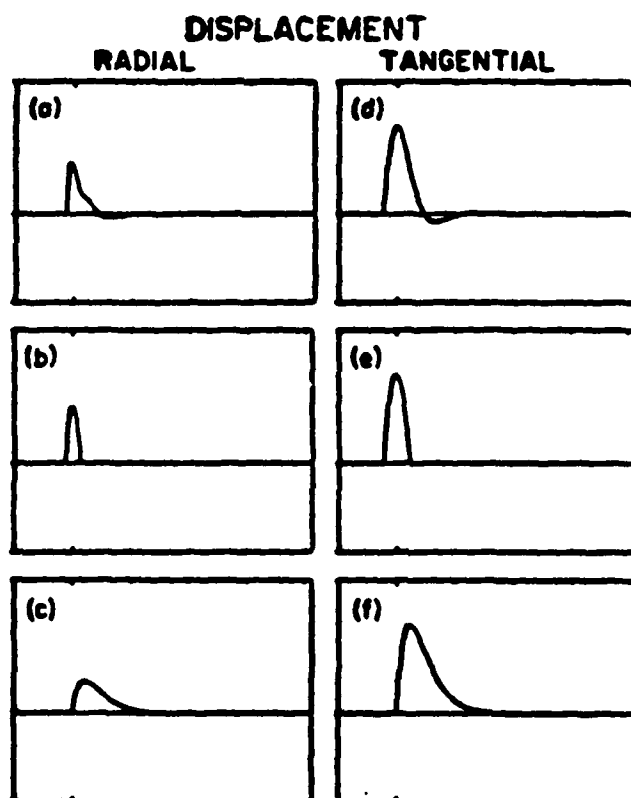 DISPLACEMENT
RADIAL TANGENTIAL
(a) (d)
(b) (e)
(c) (f)